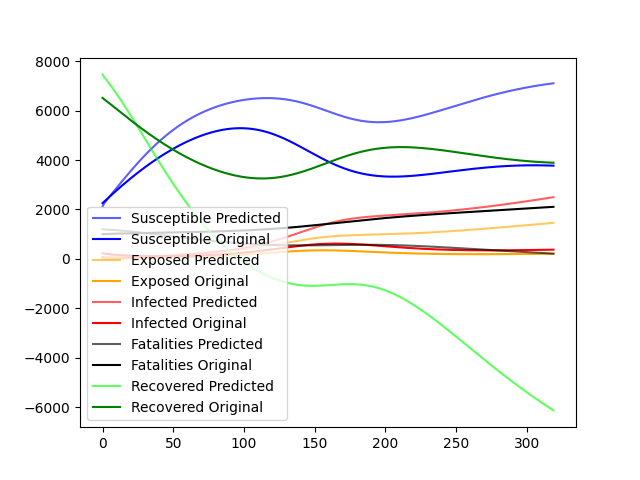 8000
6000
4000
2000
0
−2000
−4000
−6000
Susceptible Predicted
Susceptible Original
Exposed Predicted
Exposed Original
Infected Predicted
Infected Original
Fatalities Predicted
Fatalities Original
Recovered Predicted
Recovered Original
0 50 100 150 200 250 300